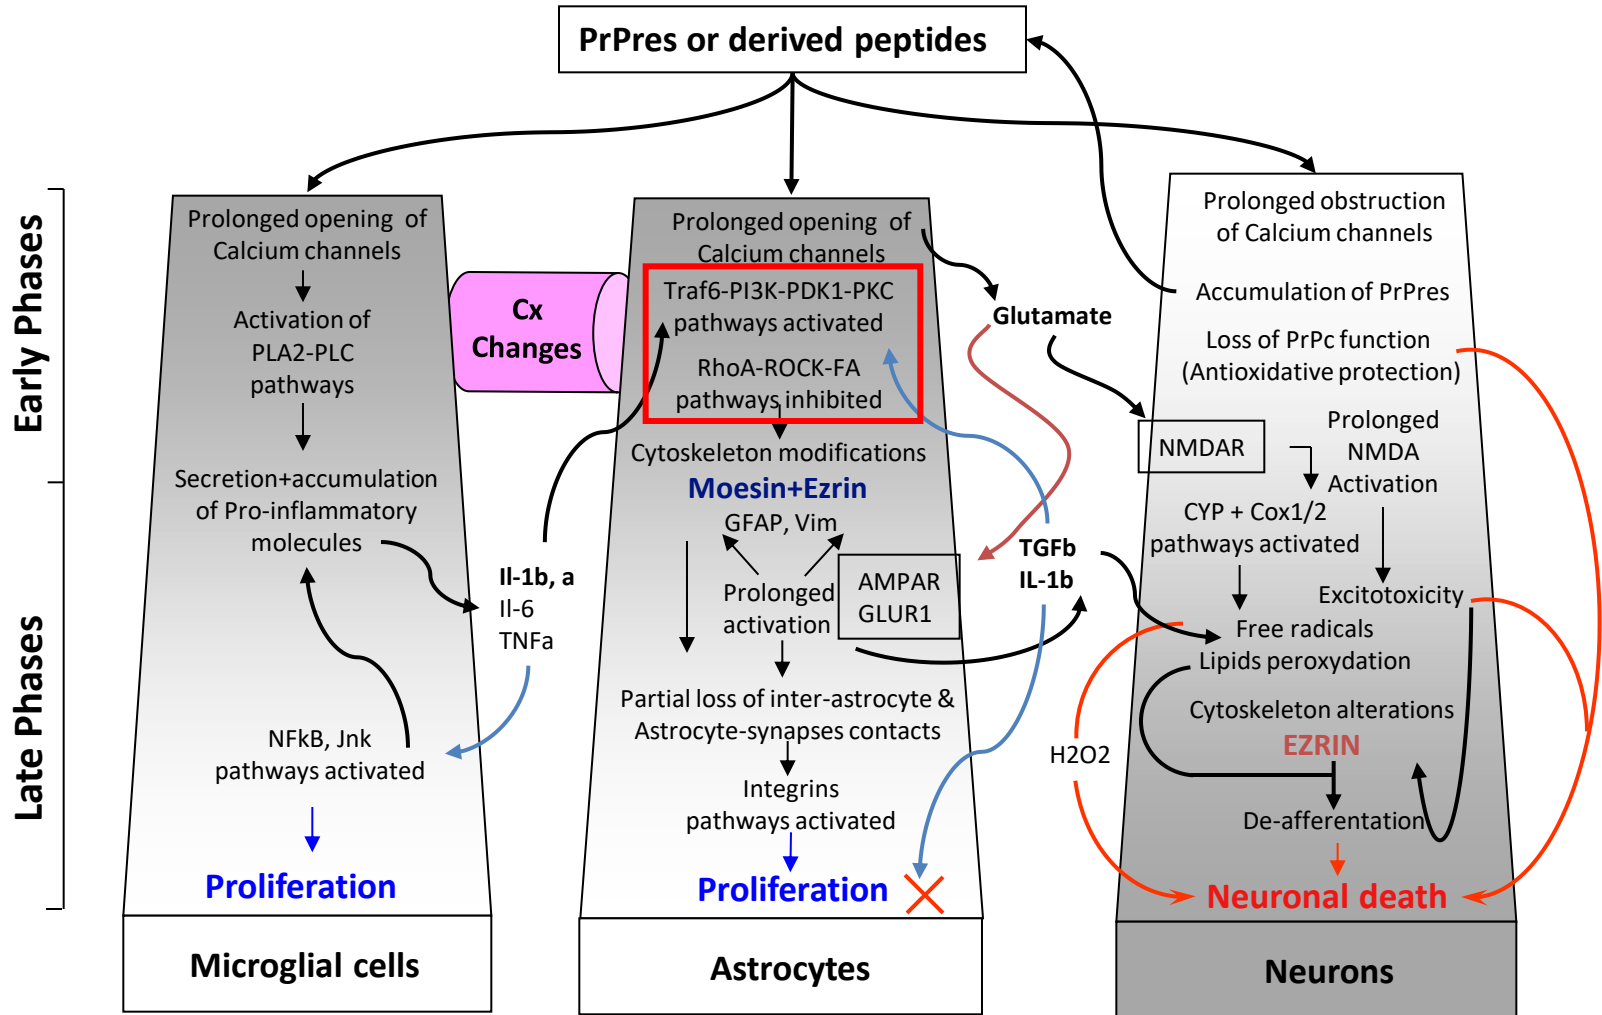 PrPres or derived peptides
Early Phases
Late Phases
Prolonged opening of
Calcium channels
Activation of
PLA2-PLC
pathways
Secretion+accumulation
of Pro-inflammatory
molecules
NFkB, Jnk
pathways activated
Proliferation
Microglial cells
Cx
Changes
Il-1b, a
Il-6
TNFa
Prolonged opening of
Calcium channels
Traf6-PI3K-PDK1-PKC
pathways activated
RhoA-ROCK-FA
pathways inhibited
Cytoskeleton modifications
Moesin+Ezrin
GFAP, Vim
Prolonged
activation
AMPAR
GLUR1
Partial loss of inter-astrocyte &
Astrocyte-synapses contacts
Integrins
pathways activated
Proliferation
Astrocytes
Glutamate
TGFb
IL-1b
H2O2
Prolonged obstruction
of Calcium channels
Accumulation of PrPres
Loss of PrPc function
(Antioxidative protection)
NMDAR
Prolonged
NMDA
Activation
CYP + Cox1/2
pathways activated
Excitotoxicity
Free radicals
Lipids peroxydation
Cytoskeleton alterations
EZRIN
De-afferentation
Neuronal death
Neurons